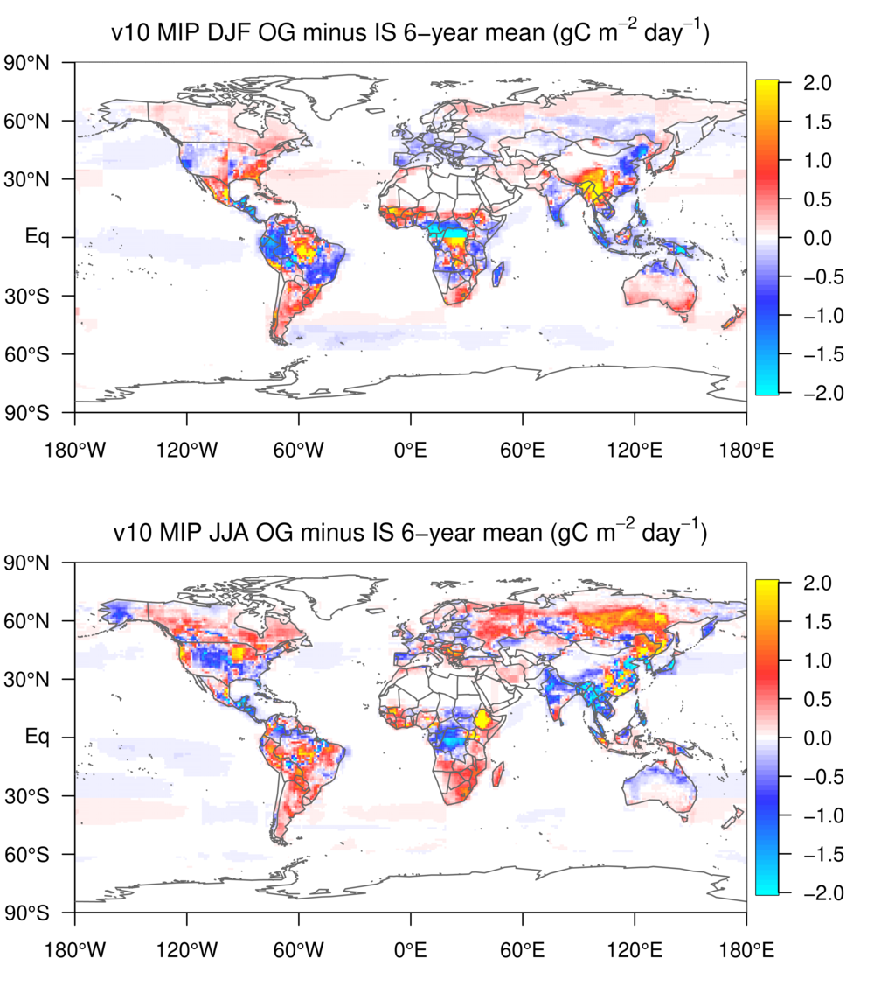 v10 MIP DJF OG minus IS 6−year mean (gC m−2 day−1)
90°N
60°N
30°N
Eq
30°S
60°S
90°S
180°W 120°W 60°W 0°E 60°E 120°E 180°E
2.0
1.5
1.0
0.5
0.0
−0.5
−1.0
−1.5
−2.0
v10 MIP JJA OG minus IS 6−year mean (gC m−2 day−1)
90°N
60°N
30°N
Eq
30°S
60°S
90°S
180°W 120°W 60°W 0°E 60°E 120°E 180°E
2.0
1.5
1.0
0.5
0.0
−0.5
−1.0
−1.5
−2.0